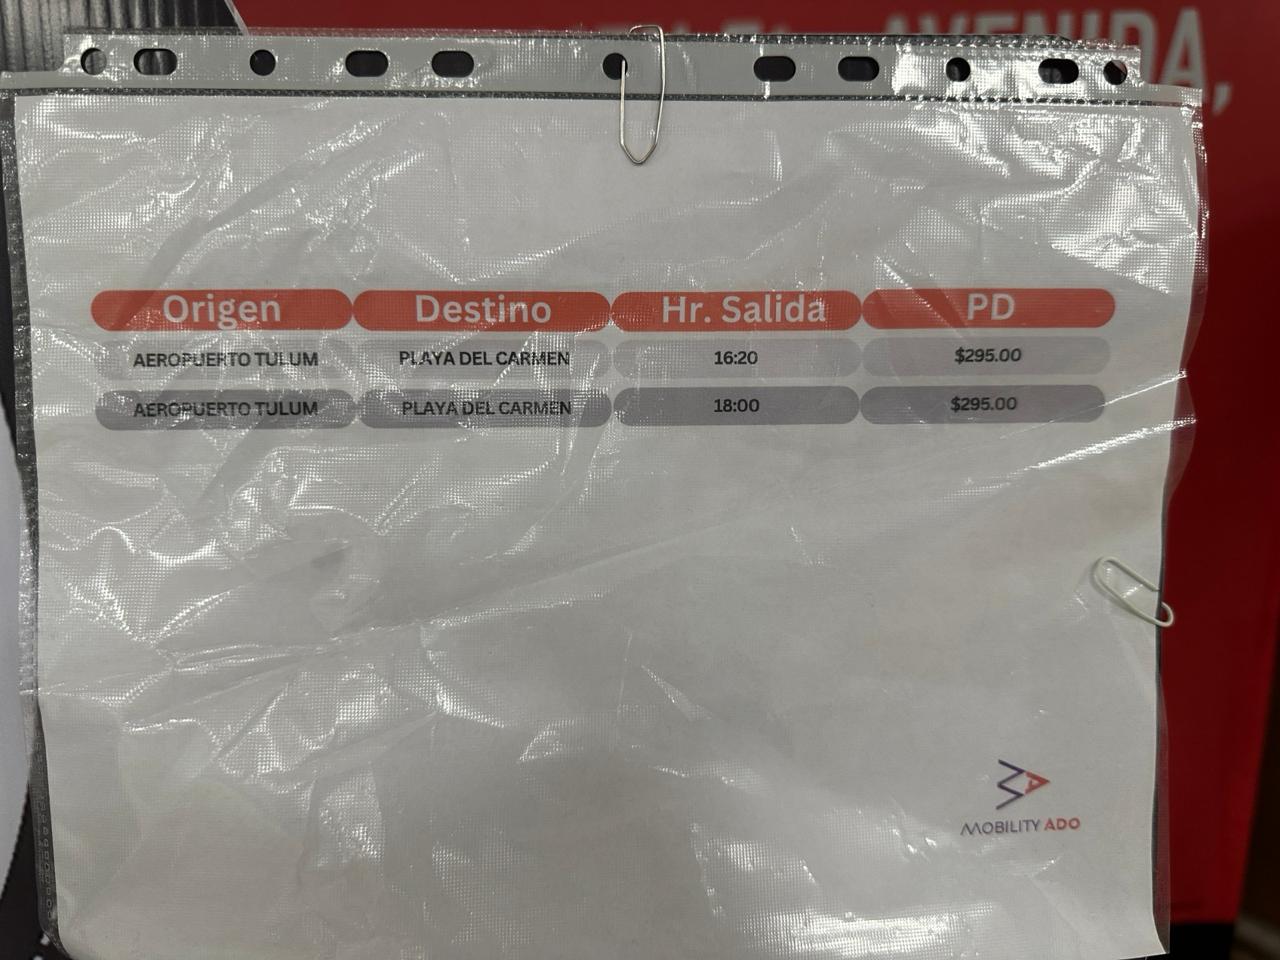 AVENIDA,
Origen Destino Hr. Salida PD
AEROPUERTO TULUM PLAYA DEL CARMEN 16:20 $295.00
AEROPUERTO TULUM PLAYA DEL CARMEN 18:00 $295.00
MOBILITY ADO